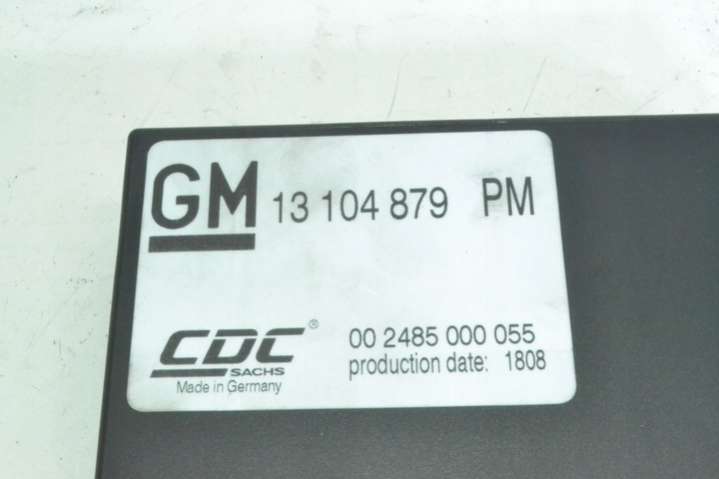 GM 13 104 879 PM
CDC®
SACHS
Made in Germany
00 2485 000 055
production date: 1808